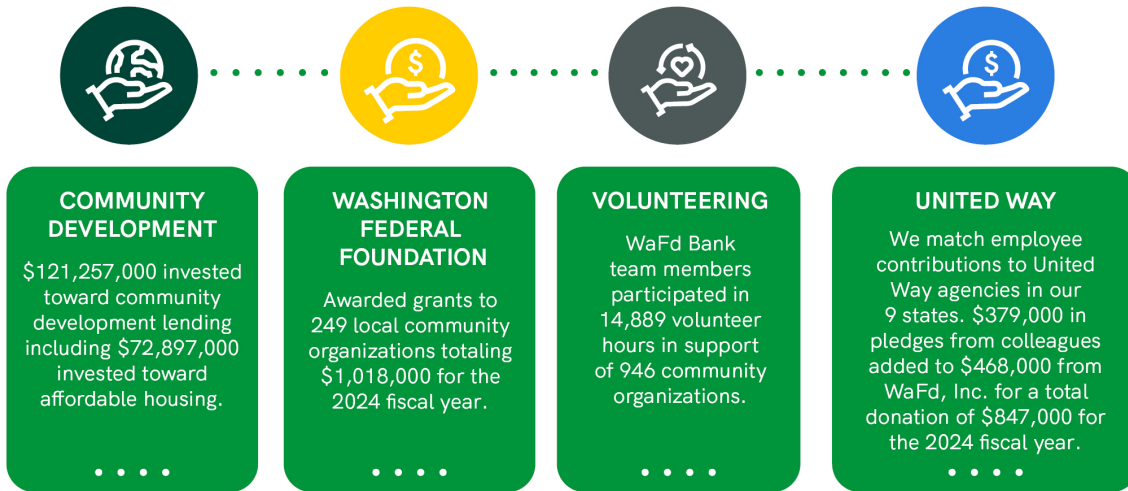 $
$
COMMUNITY
DEVELOPMENT
$121,257,000 invested
toward community
development lending
including $72,897,000
invested toward
affordable housing.
WASHINGTON
FEDERAL
FOUNDATION
Awarded grants to
249 local community
organizations totaling
$1,018,000 for the
2024 fiscal year.
VOLUNTEERING
WaFd Bank
team members
participated in
14,889 volunteer
hours in support
of 946 community
organizations.
UNITED WAY
We match employee
contributions to United
Way agencies in our
9 states. $379,000 in
pledges from colleagues
added to $468,000 from
WaFd, Inc. for a total
donation of $847,000 for
the 2024 fiscal year.